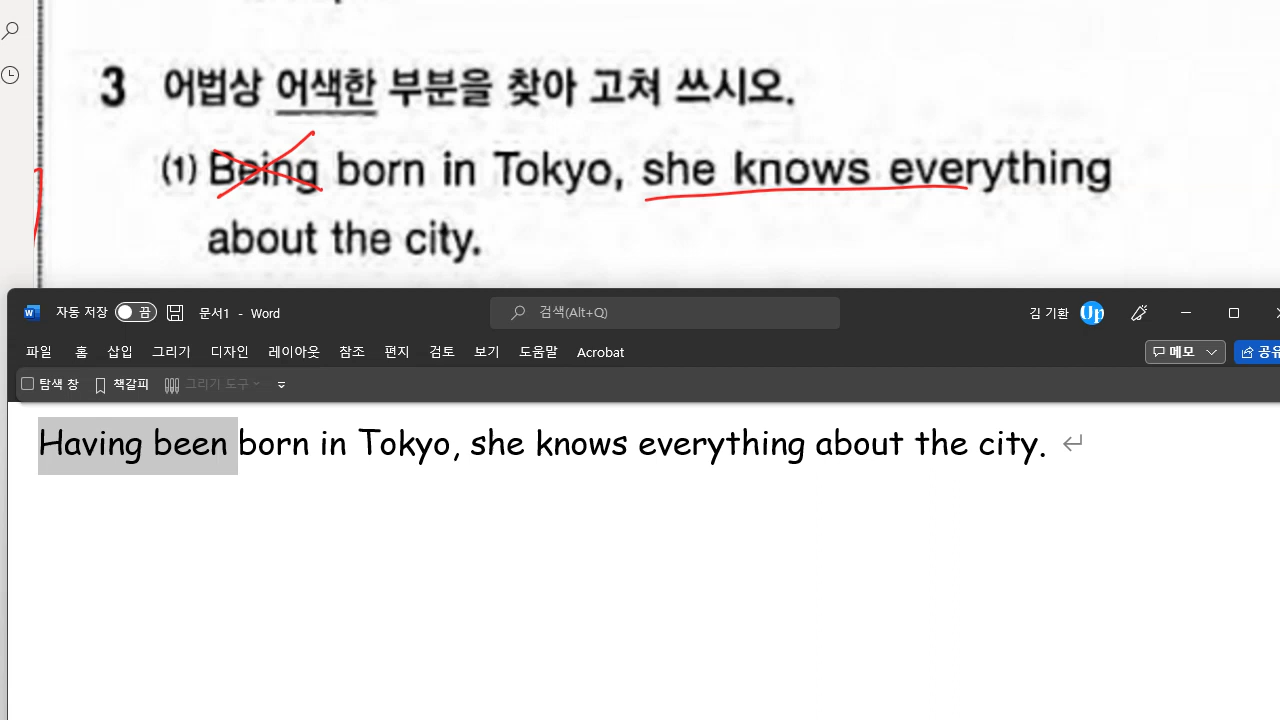 3 어법상 어색한 부분을 찾아 고쳐 쓰시오.
(1) Being born in Tokyo, she knows everything
about the city.
자동 저장 끔 문서1 - Word 검색(Alt+Q) 김 기환 Up
파일 홈 삽입 그리기 디자인 레이아웃 참조 편지 검토 보기 도움말 Acrobat 메모 공유
탐색 창 책갈피 그리기 도구
Having been born in Tokyo, she knows everything about the city.